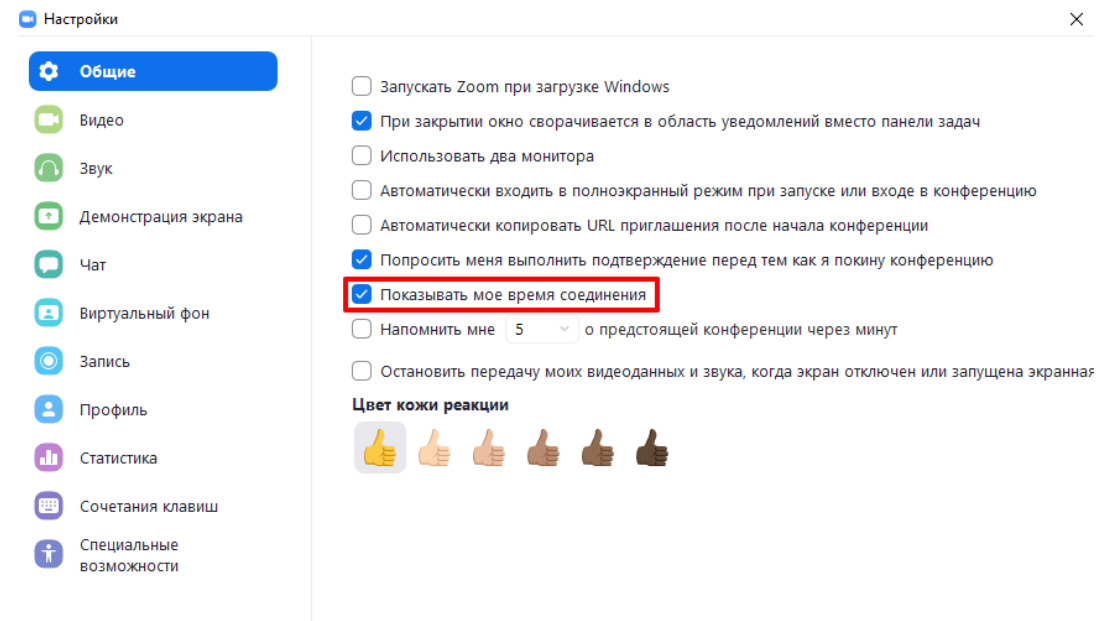 Настройки
Общие
Видео
Звук
Демонстрация экрана
Чат
Виртуальный фон
Запись
Профиль
Статистика
Сочетания клавиш
Специальные
возможности
Запускать Zoom при загрузке Windows
При закрытии окно сворачивается в область уведомлений вместо панели задач
Использовать два монитора
Автоматически входить в полноэкранный режим при запуске или входе в конференцию
Автоматически копировать URL приглашения после начала конференции
Попросить меня выполнить подтверждение перед тем как я покину конференцию
Показывать мое время соединения
Напомнить мне 5 о предстоящей конференции через минут
Остановить передачу моих видеоданных и звука, когда экран отключен или запущена экранная
Цвет кожи реакции